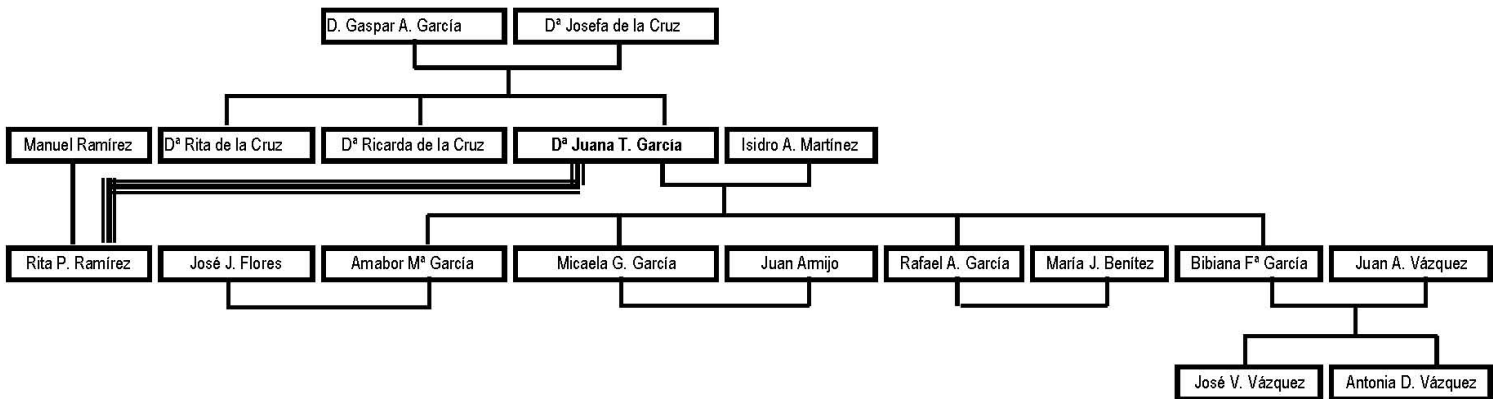 D. Gaspar A. García
Dª Josefa de la Cruz
Manuel Ramírez
Dª Rita de la Cruz
Dª Ricarda de la Cruz
Dª Juana T. García
Isidro A. Martínez
Rita P. Ramírez
José J. Flores
Amabor Mª García
Micaela G. García
Juan Armijo
Rafael A. García
María J. Benítez
Bibiana Fª García
Juan A. Vázquez
José V. Vázquez
Antonia D. Vázquez